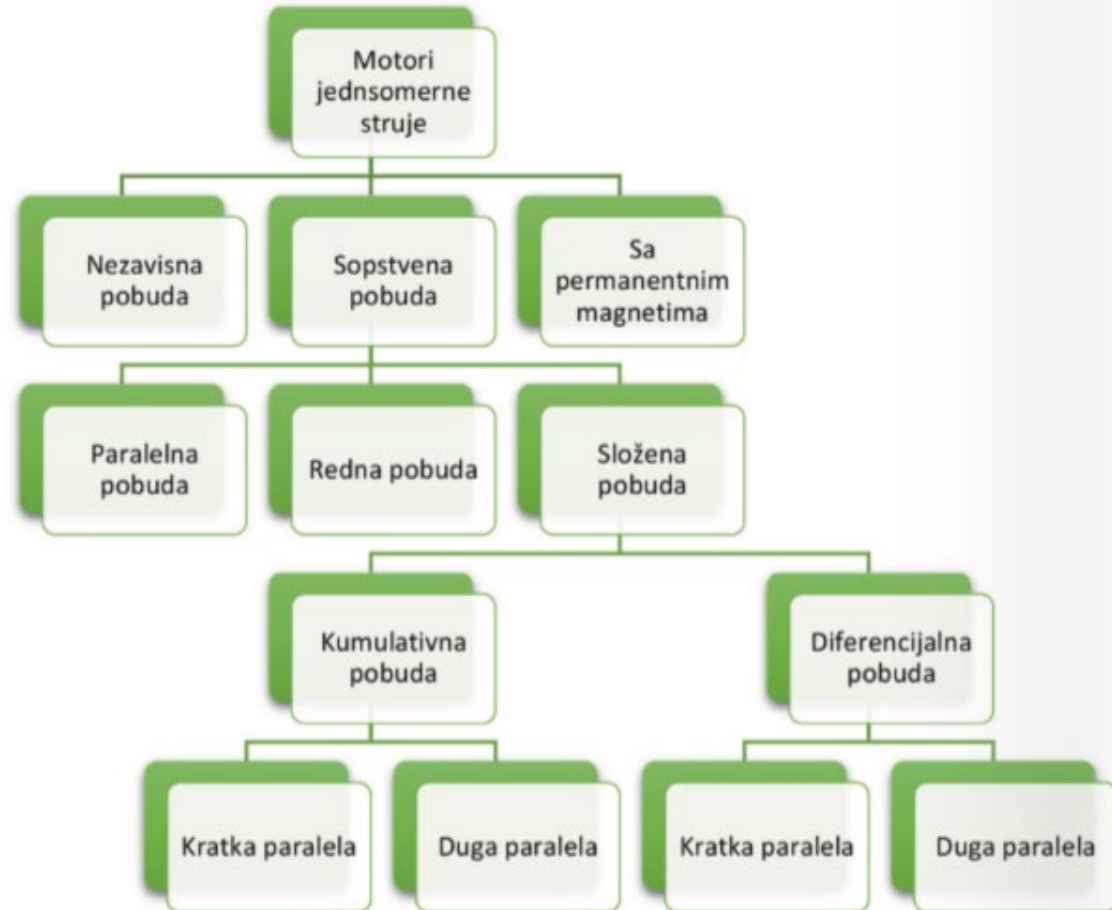 Motori
jednsomerne
struje
Nezavisna
pobuda
Sopstvena
pobuda
Sa
permanentnim
magnetima
Paralelna
pobuda
Redna pobuda
Složena
pobuda
Kumulativna
pobuda
Diferencijalna
pobuda
Kratka paralela
Duga paralela
Kratka paralela
Duga paralela